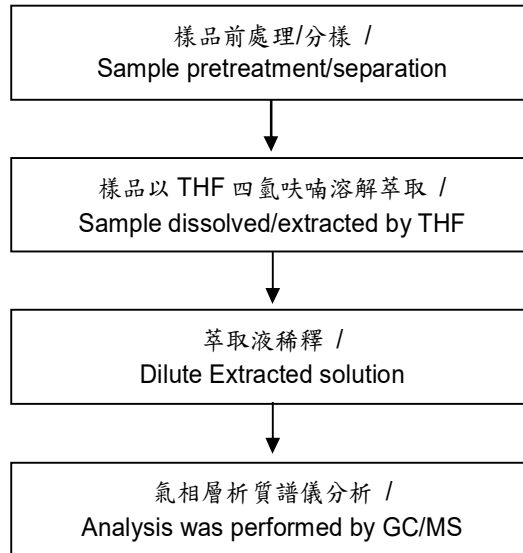 樣品前處理/分樣 /
Sample pretreatment/separation
樣品以 THF 四氫呋喃溶解萃取 /
Sample dissolved/extracted by THF
萃取液稀釋 /
Dilute Extracted solution
氣相層析質譜儀分析 /
Analysis was performed by GC/MS